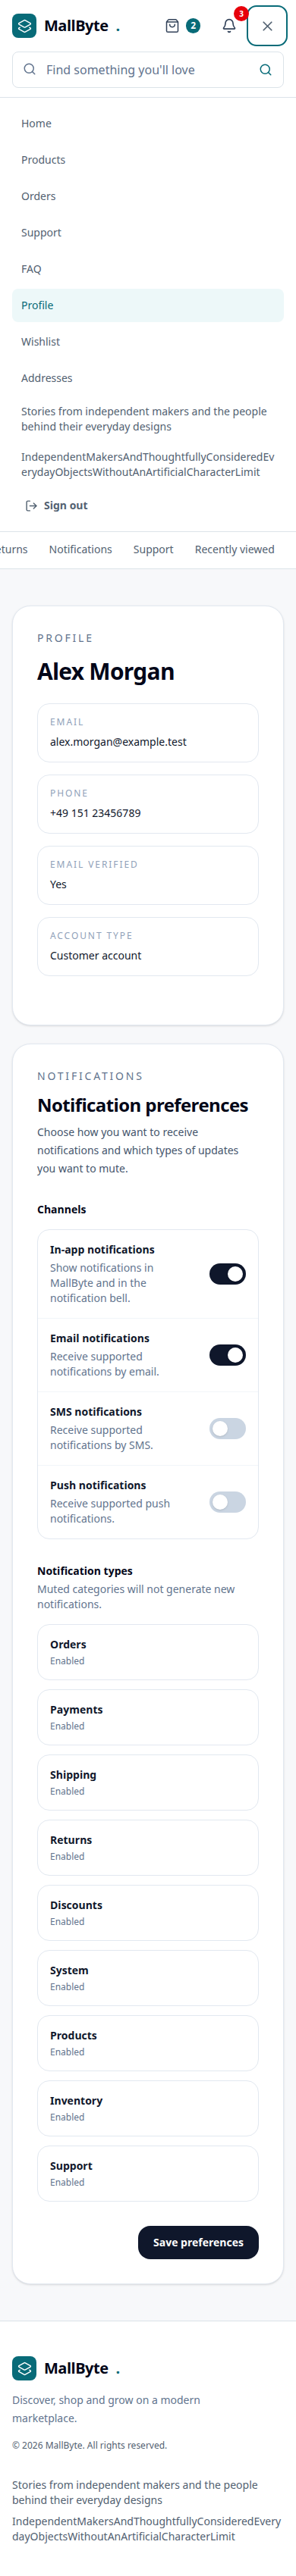 MallByte.
2
3
Find something you'll love
Home
Products
Orders
Support
FAQ
Profile
Wishlist
Addresses
Stories from independent makers and the people
behind their everyday designs
IndependentMakersAndThoughtfullyConsideredEv
erydayObjectsWithoutAnArtificialCharacterLimit
Sign out
turns Notifications Support Recently viewed
PROFILE
Alex Morgan
EMAIL
alex.morgan@example.test
PHONE
+49 151 23456789
EMAIL VERIFIED
Yes
ACCOUNT TYPE
Customer account
NOTIFICATIONS
Notification preferences
Choose how you want to receive
notifications and which types of updates
you want to mute.
Channels
In-app notifications
Show notifications in
MallByte and in the
notification bell.
Email notifications
Receive supported
notifications by email.
SMS notifications
Receive supported
notifications by SMS.
Push notifications
Receive supported push
notifications.
Notification types
Muted categories will not generate new
notifications.
Orders
Enabled
Payments
Enabled
Shipping
Enabled
Returns
Enabled
Discounts
Enabled
System
Enabled
Products
Enabled
Inventory
Enabled
Support
Enabled
Save preferences
MallByte.
Discover, shop and grow on a modern
marketplace.
© 2026 MallByte. All rights reserved.
Stories from independent makers and the people
behind their everyday designs
IndependentMakersAndThoughtfullyConsideredEvery
dayObjectsWithoutAnArtificialCharacterLimit